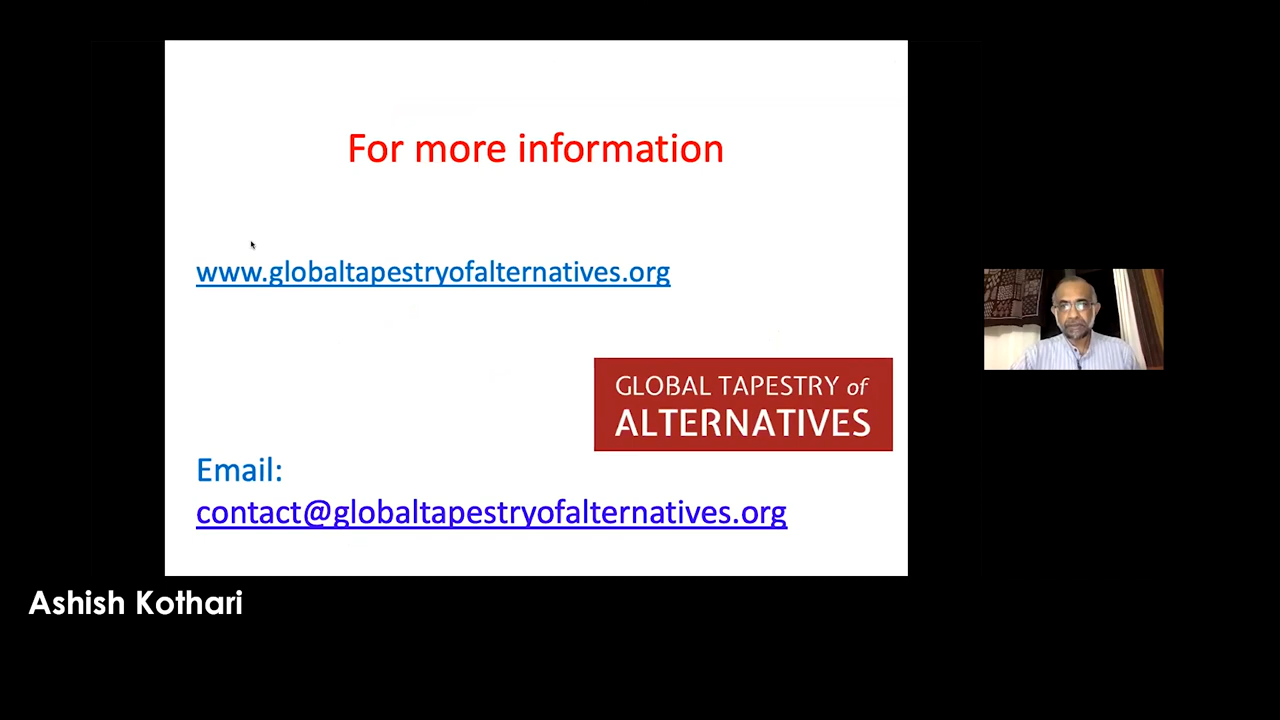 For more information
www.globaltapestryofalternatives.org
GLOBAL TAPESTRY of
ALTERNATIVES
Email:
contact@globaltapestryofalternatives.org
Ashish Kothari